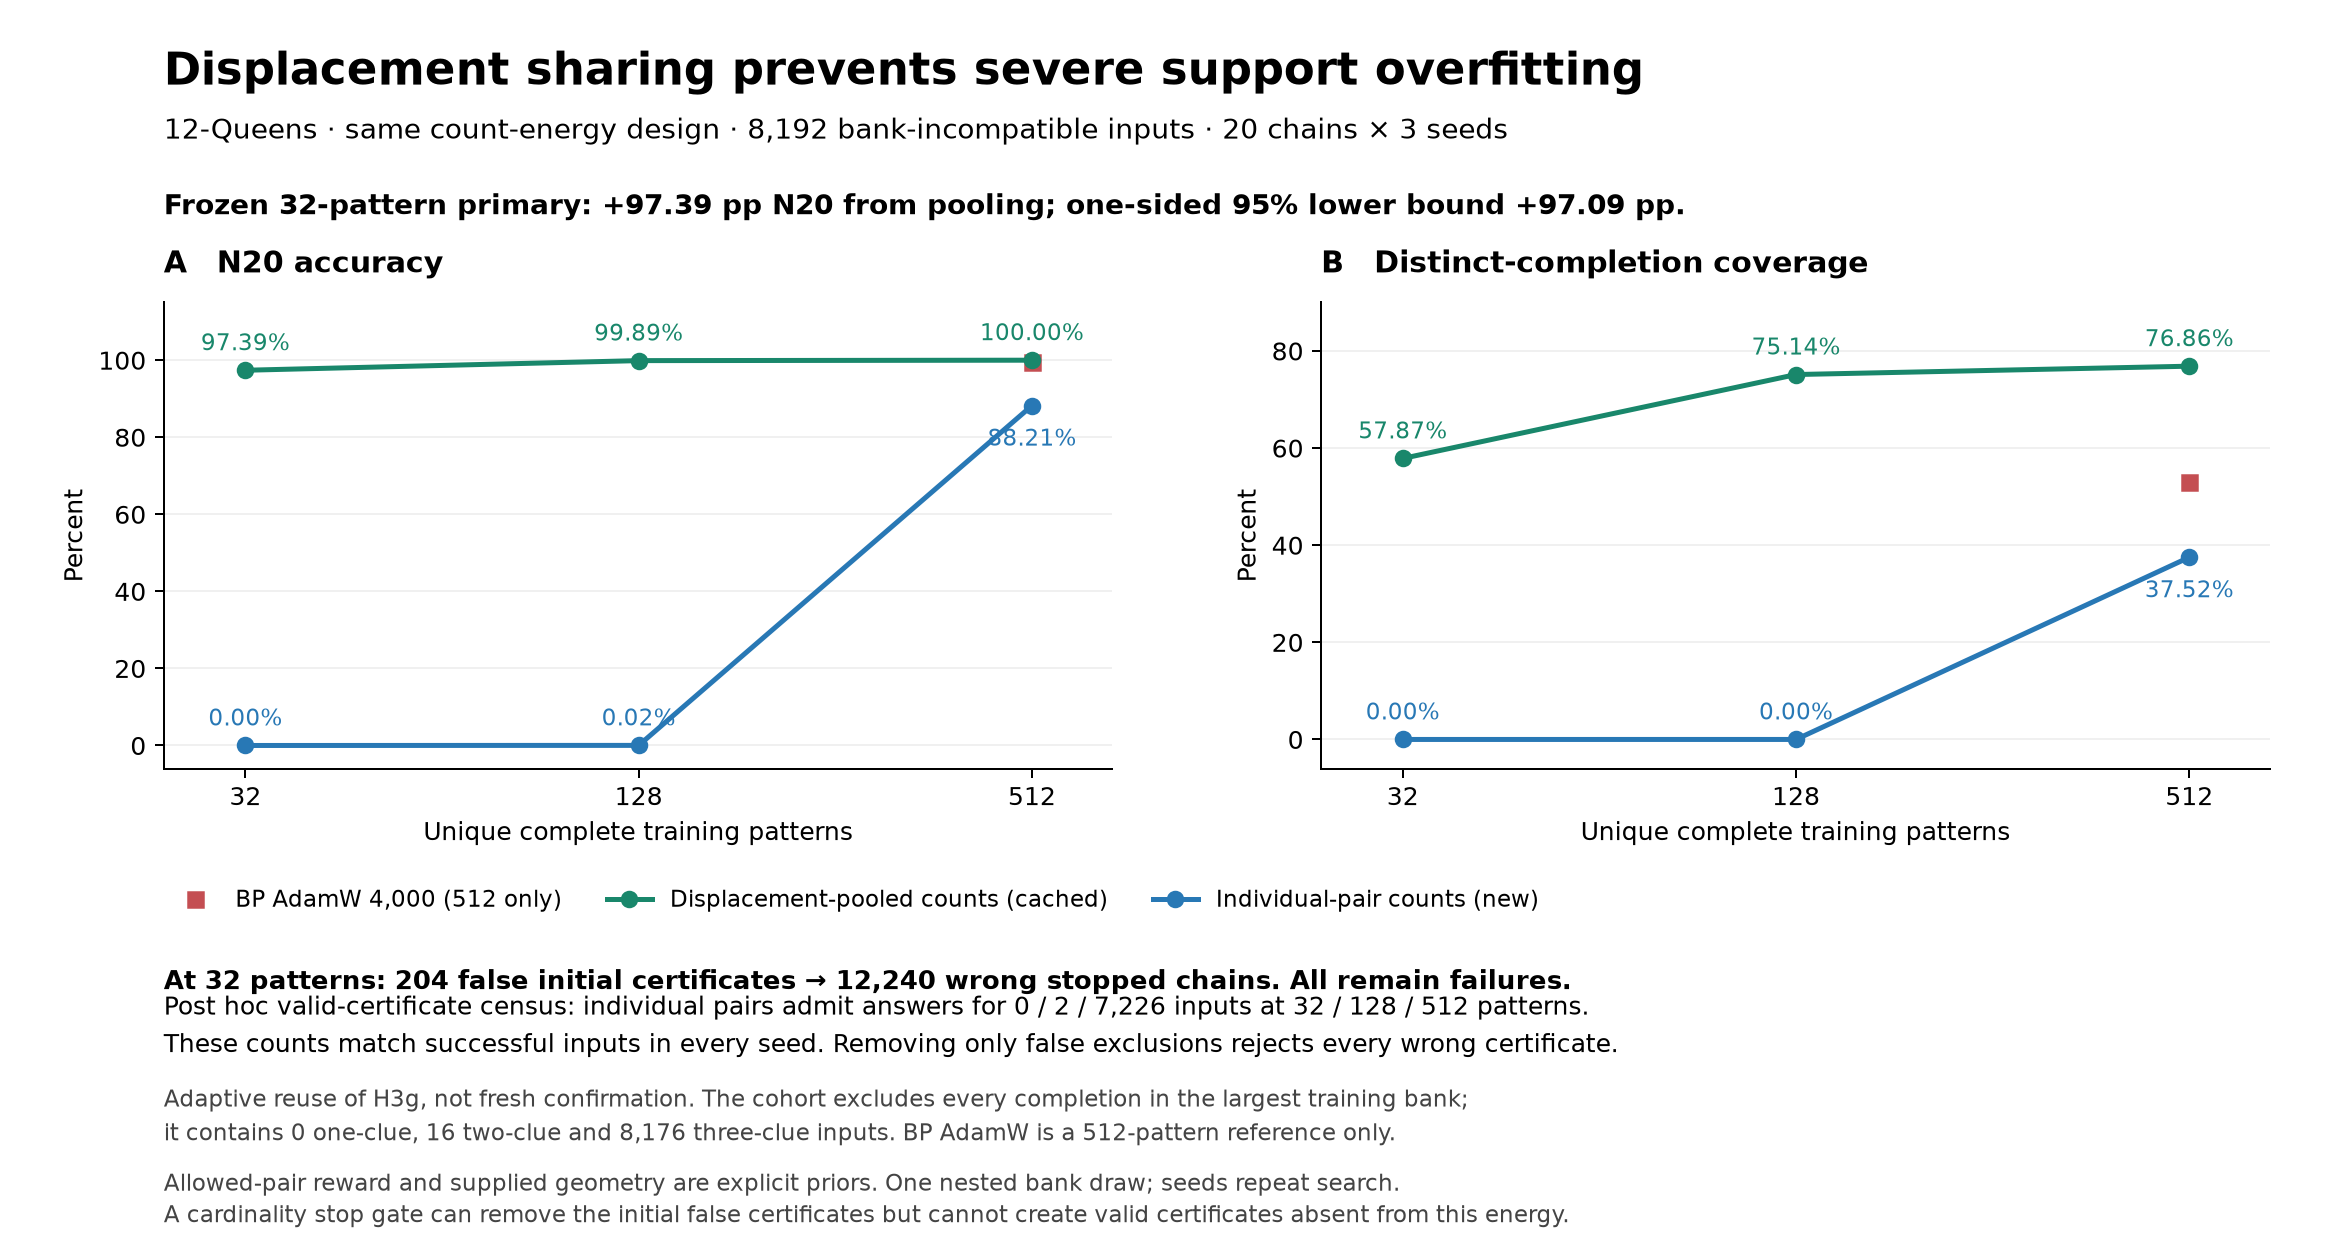 Displacement sharing prevents severe support overfitting
12-Queens · same count-energy design · 8,192 bank-incompatible inputs · 20 chains × 3 seeds
Frozen 32-pattern primary: +97.39 pp N20 from pooling; one-sided 95% lower bound +97.09 pp.
A N20 accuracy
97.39%
99.89%
100.00%
88.21%
0.00%
0.02%
100
80
60
40
20
0
Percent
32
128
512
Unique complete training patterns
B Distinct-completion coverage
57.87%
75.14%
76.86%
37.52%
0.00%
0.00%
80
60
40
20
0
Percent
32
128
512
Unique complete training patterns
BP AdamW 4,000 (512 only)
Displacement-pooled counts (cached)
Individual-pair counts (new)
At 32 patterns: 204 false initial certificates → 12,240 wrong stopped chains. All remain failures.
Post hoc valid-certificate census: individual pairs admit answers for 0 / 2 / 7,226 inputs at 32 / 128 / 512 patterns.
These counts match successful inputs in every seed. Removing only false exclusions rejects every wrong certificate.
Adaptive reuse of H3g, not fresh confirmation. The cohort excludes every completion in the largest training bank;
it contains 0 one-clue, 16 two-clue and 8,176 three-clue inputs. BP AdamW is a 512-pattern reference only.
Allowed-pair reward and supplied geometry are explicit priors. One nested bank draw; seeds repeat search.
A cardinality stop gate can remove the initial false certificates but cannot create valid certificates absent from this energy.